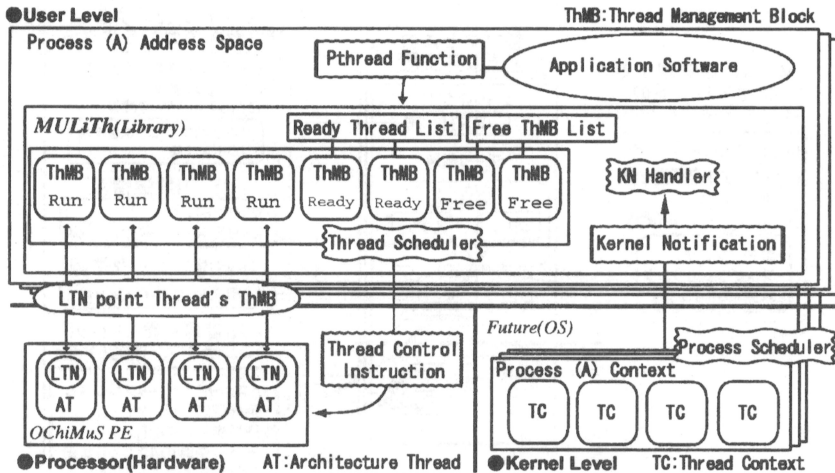 ●User Level
ThMB:Thread Management Block
Process (A) Address Space
Pthread Function
Application Software
MULiTh(Library)
Ready Thread List
Free ThMB List
ThMB ThMB ThMB ThMB ThMB ThMB ThMB ThMB
Run Run Run Run Ready Ready Free Free
KN Handler
Thread Scheduler
Kernel Notification
LTN point Thread's ThMB
Future(OS)
Thread Control
Instruction
Process Scheduler
Process (A) Context
LTN LTN LTN LTN
AT AT AT AT
TC TC TC TC
OChiMuS PE
●Processor(Hardware)
AT:Architecture Thread
●Kernel Level
TC:Thread Context